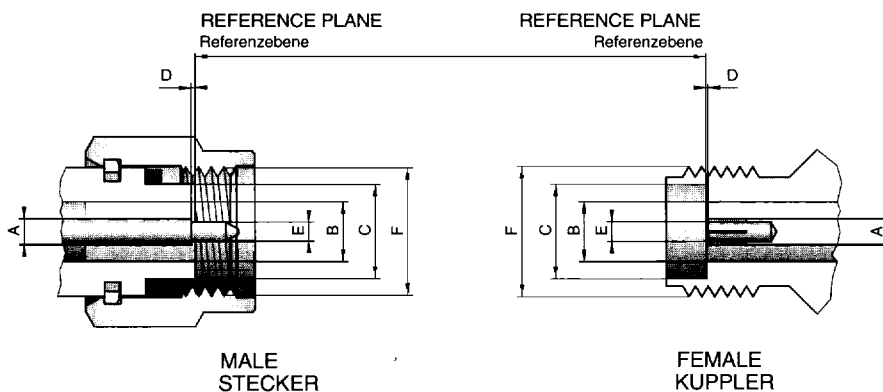 REFERENCE PLANE
Referenzebene
REFERENCE PLANE
Referenzebene
D
D
A
E
B
C
F
F
C
B
E
A
MALE
STECKER
FEMALE
KUPPLER